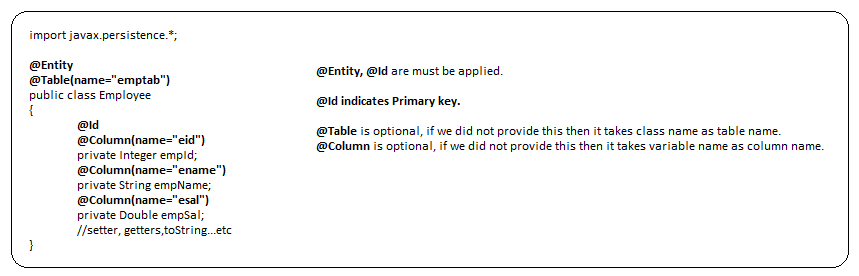 import javax.persistence.*;
@Entity
@Table(name="emptab")
public class Employee
{
@Id
@Column(name="eid")
private Integer empId;
@Column(name="ename")
private String empName;
@Column(name="esal")
private Double empSal;
//setter, getters,toString...etc
}
@Entity, @Id are must be applied.
@Id indicates Primary key.
@Table is optional, if we did not provide this then it takes class name as table name.
@Column is optional, if we did not provide this then it takes variable name as column name.